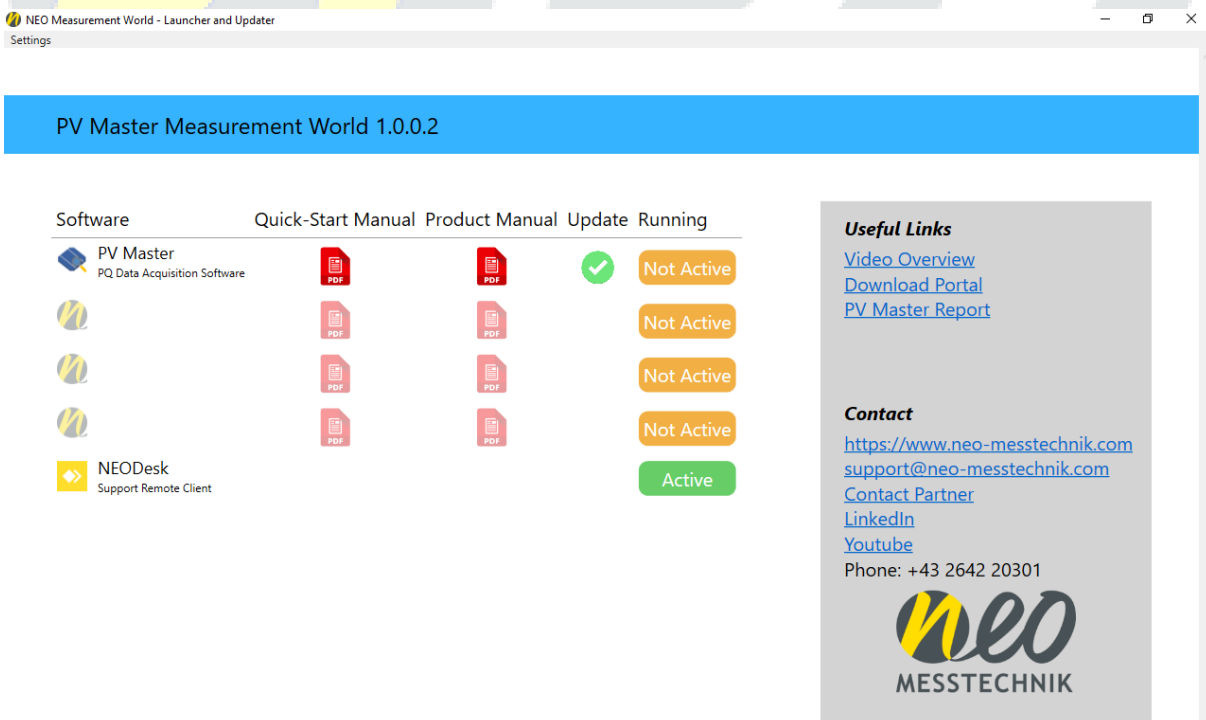 NEO Measurement World - Launcher and Updater
Settings
PV Master Measurement World 1.0.0.2
Software Quick-Start Manual Product Manual Update Running
PV Master
PQ Data Acquisition Software
PDF PDF Not Active
PDF PDF Not Active
PDF PDF Not Active
PDF PDF Not Active
NEODesk
Support Remote Client
Active
Useful Links
Video Overview
Download Portal
PV Master Report
Contact
https://www.neo-messtechnik.com
support@neo-messtechnik.com
Contact Partner
LinkedIn
Youtube
Phone: +43 2642 20301
neo
MESSTECHNIK